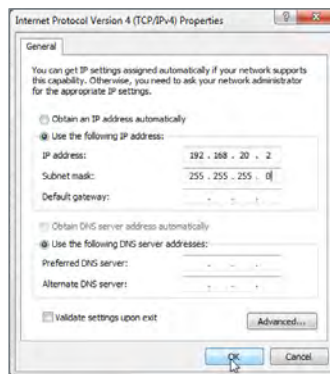 Internet Protocol Version 4 (TCP/IPv4) Properties
General
You can get IP settings assigned automatically if your network supports
this capability. Otherwise, you need to ask your network administrator
for the appropriate IP settings.
Obtain an IP address automatically
Use the following IP address:
IP address: 192 . 168 . 20 . 2
Subnet mask: 255 . 255 . 255 . 0
Default gateway: . . .
Obtain DNS server address automatically
Use the following DNS server addresses:
Preferred DNS server: . . .
Alternate DNS server: . . .
Validate settings upon exit
Advanced...
OK Cancel